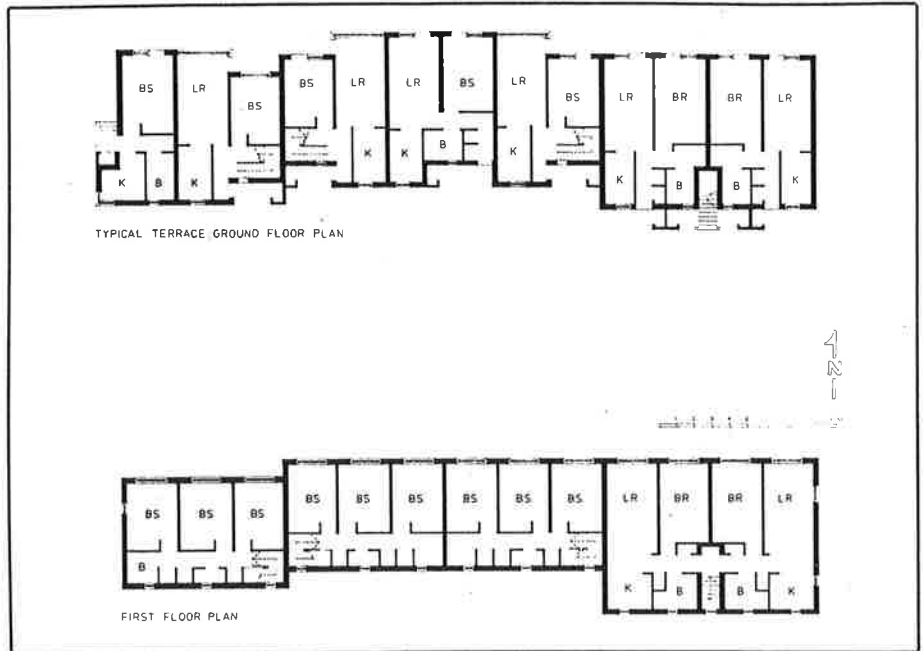 BS LR BS BS LR LR BS LR BS LR BR BR LR
K B K K K B K K B B K
TYPICAL TERRACE GROUND FLOOR PLAN
N
BS BS BS BS BS BS BS BS BS LR BR BR LR
B K B B K
FIRST FLOOR PLAN